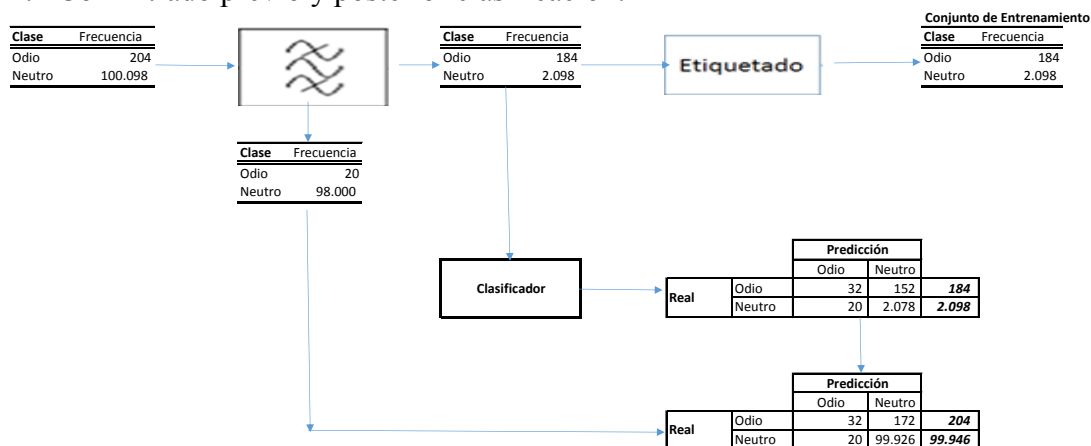 Conjunto de Entrenamiento
Clase Frecuencia
Odio 204
Neutro 100.098
Clase Frecuencia
Odio 184
Neutro 2.098
Etiquetado
Clase Frecuencia
Odio 184
Neutro 2.098
Clase Frecuencia
Odio 20
Neutro 98.000
Clasificador
Predicción
Odio Neutro
Real
Odio 32 152 184
Neutro 20 2.078 2.098
Predicción
Odio Neutro
Real
Odio 32 172 204
Neutro 20 99.926 99.946